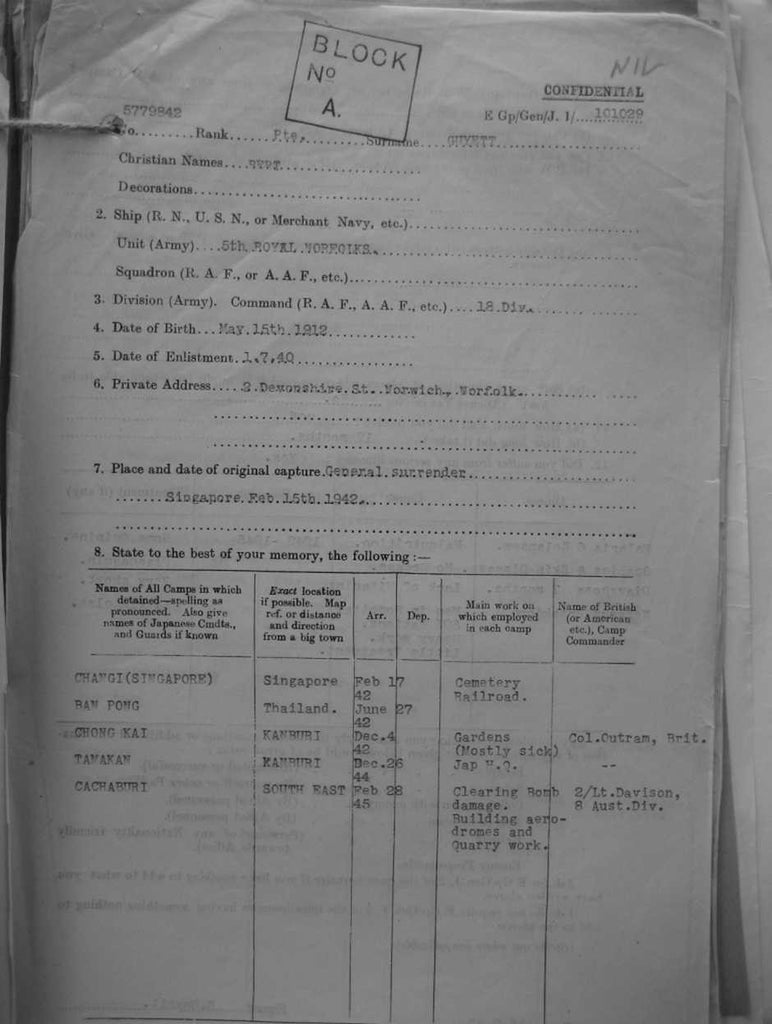 BLOCK
No
A.
NIL
CONFIDENTIAL
5779842
E Gp/Gen/J. 1/....101029
No.........Rank......Pte.........Surname....GUYETT......................
Christian Names....BERT......................
Decorations..................................
2. Ship (R. N., U. S. N., or Merchant Navy, etc.)..................................
Unit (Army)....5th.ROYAL.NORFOLKS.......................................
Squadron (R. A. F., or A. A. F., etc.)..........................................
3. Division (Army). Command (R. A. F., A. A. F., etc.)....18.Div..................
4. Date of Birth...May.15th.1912..............
5. Date of Enlistment.1.7.40...................
6. Private Address....2.Devonshire.St..Norwich,.Norfolk...................
7. Place and date of original capture.General.surrender......................
.......Singapore.Feb.15th.1942...........................................
8. State to the best of your memory, the following :—
Names of All Camps in which
detained—spelling as
pronounced. Also give
names of Japanese Cmdts.,
and Guards if known
Exact location
if possible. Map
ref. or distance
and direction
from a big town
Arr.
Dep.
Main work on
which employed
in each camp
Name of British
(or American
etc.), Camp
Commander
CHANGI(SINGAPORE) Singapore Feb 17 Cemetery
42 Railroad.
BAN PONG Thailand. June 27
42
CHONG KAI KANBURI Dec.4 Gardens Col.Outram, Brit.
42 (Mostly sick)
TAMAKAN KANBURI Dec.26 Jap H.Q. --
44
CACHABURI SOUTH EAST Feb 28 Clearing Bomb 2/Lt.Davison,
45 damage. 8 Aust.Div.
Building aero-
dromes and
Quarry work.